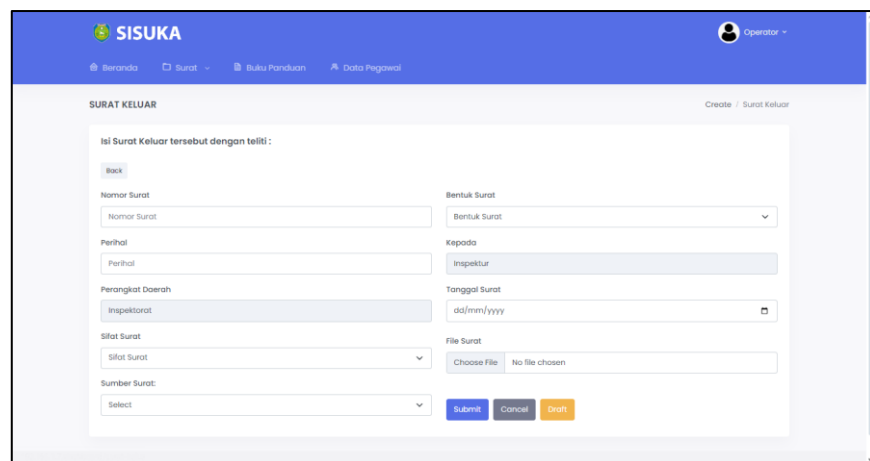 SISUKA
Operator
Beranda Surat Buku Panduan Data Pegawai
SURAT KELUAR
Create / Surat Keluar
Isi Surat Keluar tersebut dengan teliti :
Back
Nomor Surat
Nomor Surat
Bentuk Surat
Bentuk Surat
Perihal
Perihal
Kepada
Inspektur
Perangkat Daerah
Inspektorat
Tanggal Surat
dd/mm/yyyy
Sifat Surat
Sifat Surat
File Surat
Choose File No file chosen
Sumber Surat:
Select
Submit Cancel Draft